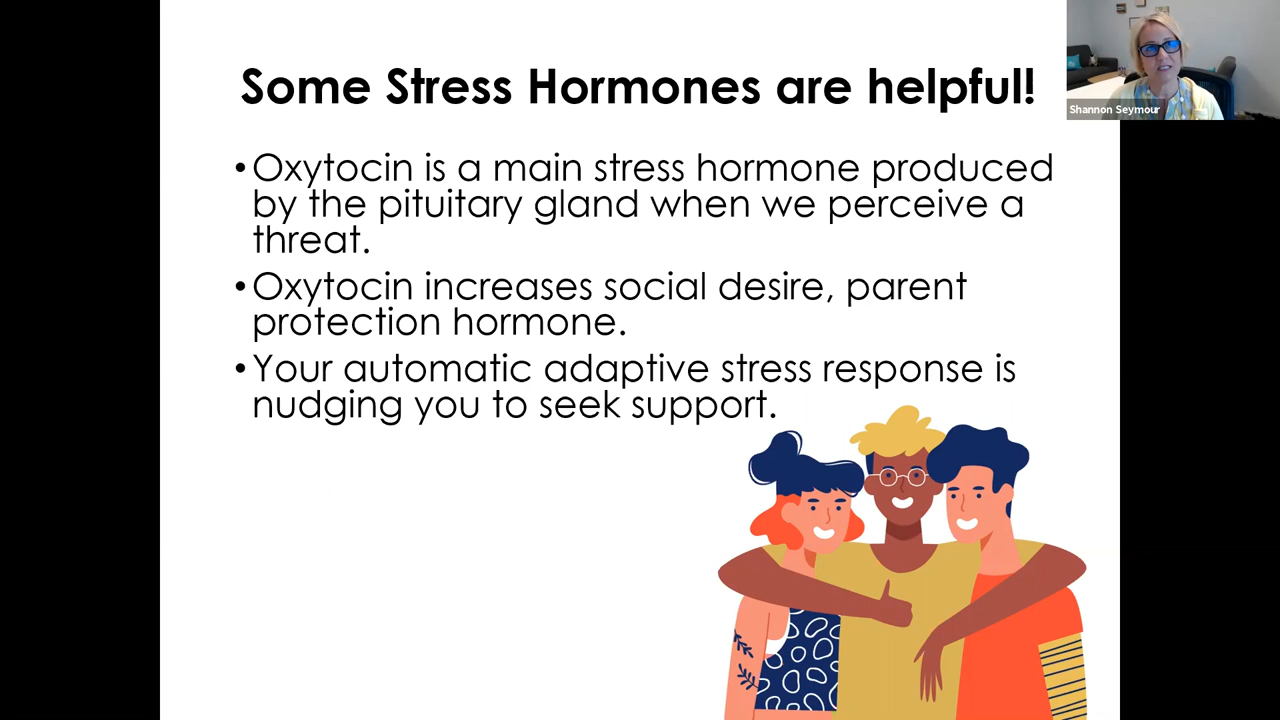 Some Stress Hormones are helpful!
Shannon Seymour
•Oxytocin is a main stress hormone produced
by the pituitary gland when we perceive a
threat.
•Oxytocin increases social desire, parent
protection hormone.
•Your automatic adaptive stress response is
nudging you to seek support.